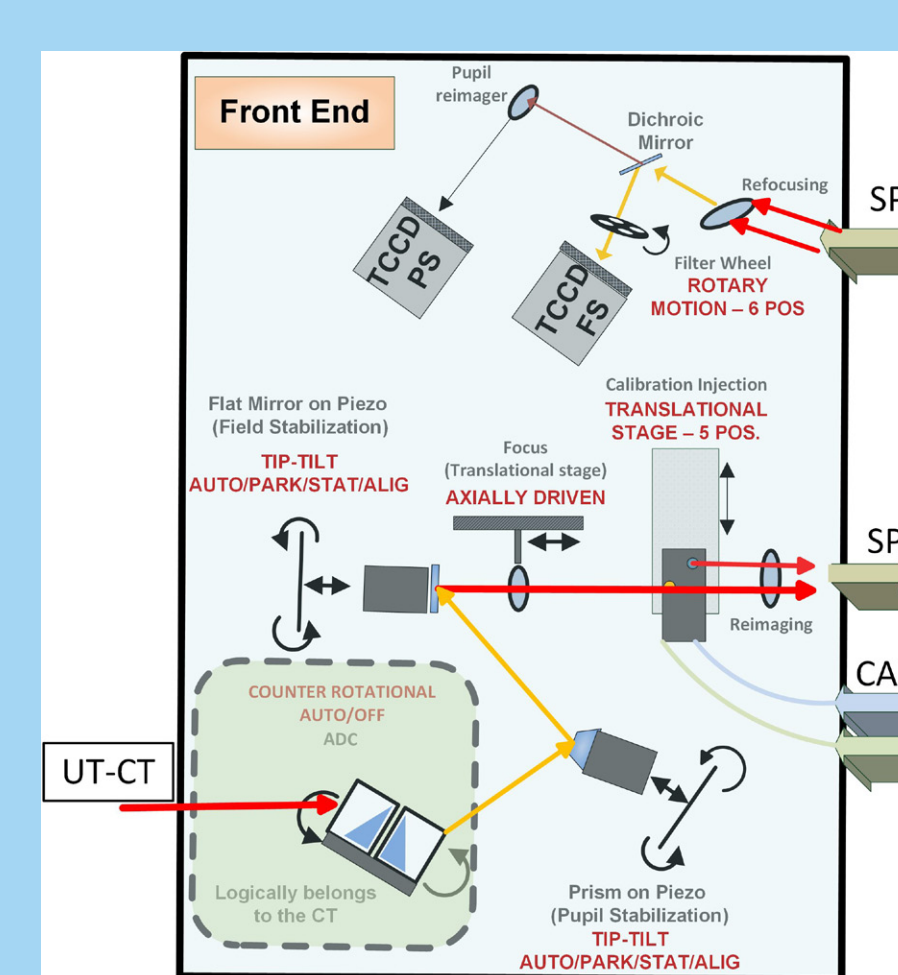 Front End
Pupil
reimager
Dichroic
Mirror
Refocusing
SP
TCCD
PS
TCCD
FS
Filter Wheel
ROTARY
MOTION – 6 POS
Calibration Injection
TRANSLATIONAL
STAGE – 5 POS.
Flat Mirror on Piezo
(Field Stabilization)
TIP-TILT
AUTO/PARK/STAT/ALIG
Focus
(Translational stage)
AXIALLY DRIVEN
SP
Reimaging
COUNTER ROTATIONAL
AUTO/OFF
ADC
CA
UT-CT
Logically belongs
to the CT
Prism on Piezo
(Pupil Stabilization)
TIP-TILT
AUTO/PARK/STAT/ALIG